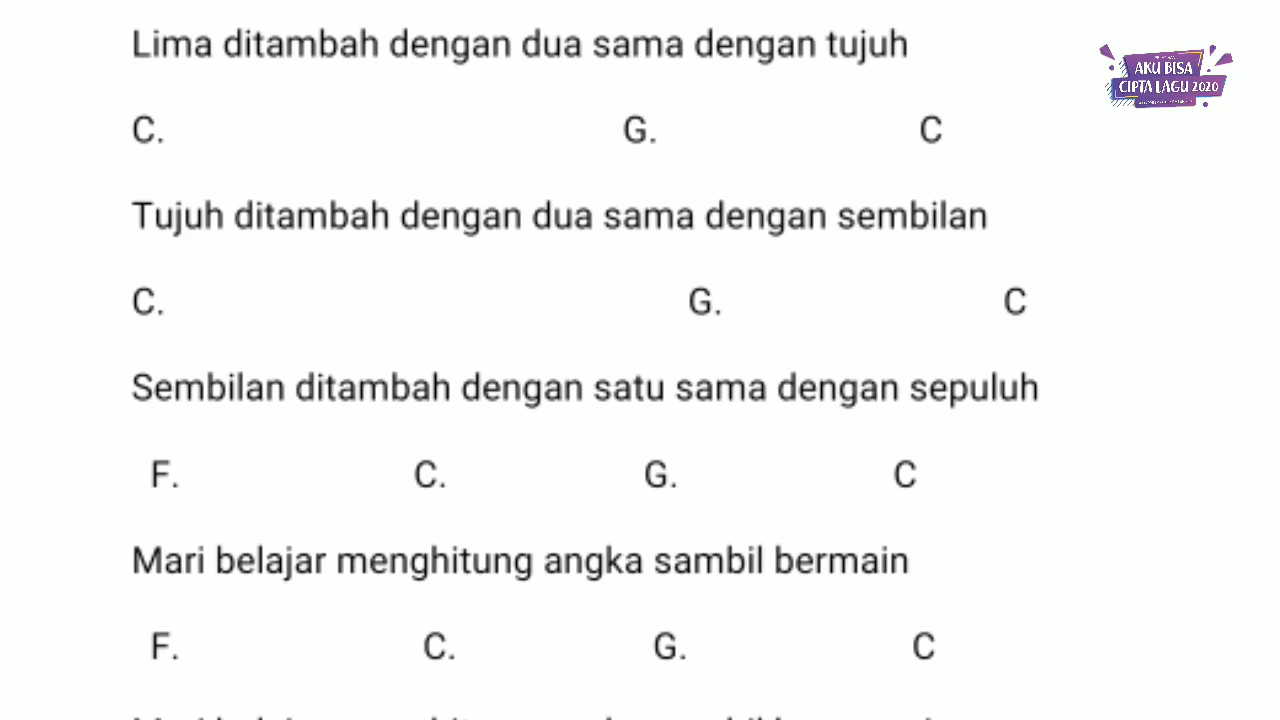 Lima ditambah dengan dua sama dengan tujuh
AKU BISA
CIPTA LAGU 2020
C. G. C
Tujuh ditambah dengan dua sama dengan sembilan
C. G. C
Sembilan ditambah dengan satu sama dengan sepuluh
F. C. G. C
Mari belajar menghitung angka sambil bermain
F. C. G. C